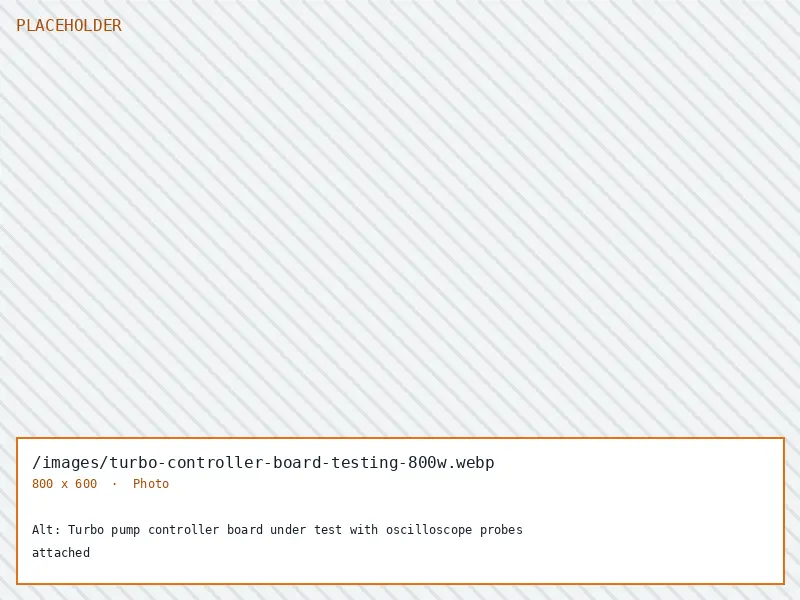 PLACEHOLDER
/images/turbo-controller-board-testing-800w.webp
800 x 600 · Photo
Alt: Turbo pump controller board under test with oscilloscope probes
attached